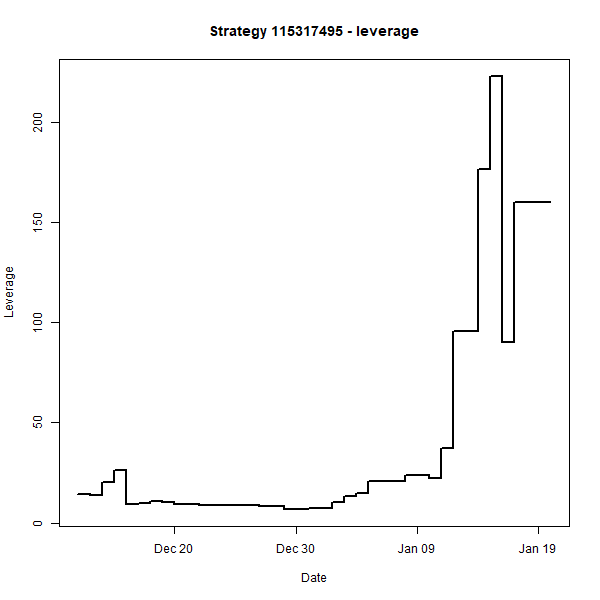 Strategy 115317495 - leverage
Leverage
200
150
100
50
0
Dec 20
Dec 30
Jan 09
Jan 19
Date